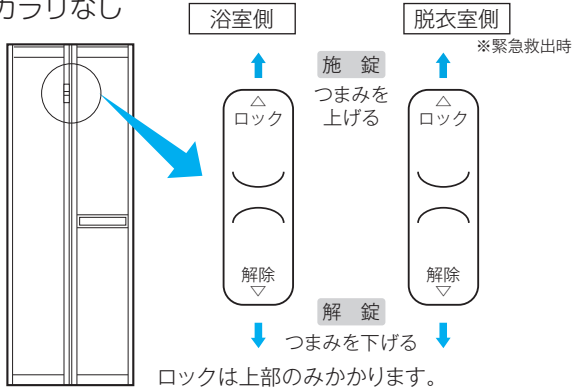 カラリなし
浴室側
脱衣室側
※緊急救出時
施 錠
つまみを
上げる
△
ロック
△
ロック
解除
▽
解除
▽
解 錠
つまみを下げる
ロックは上部のみかかります。